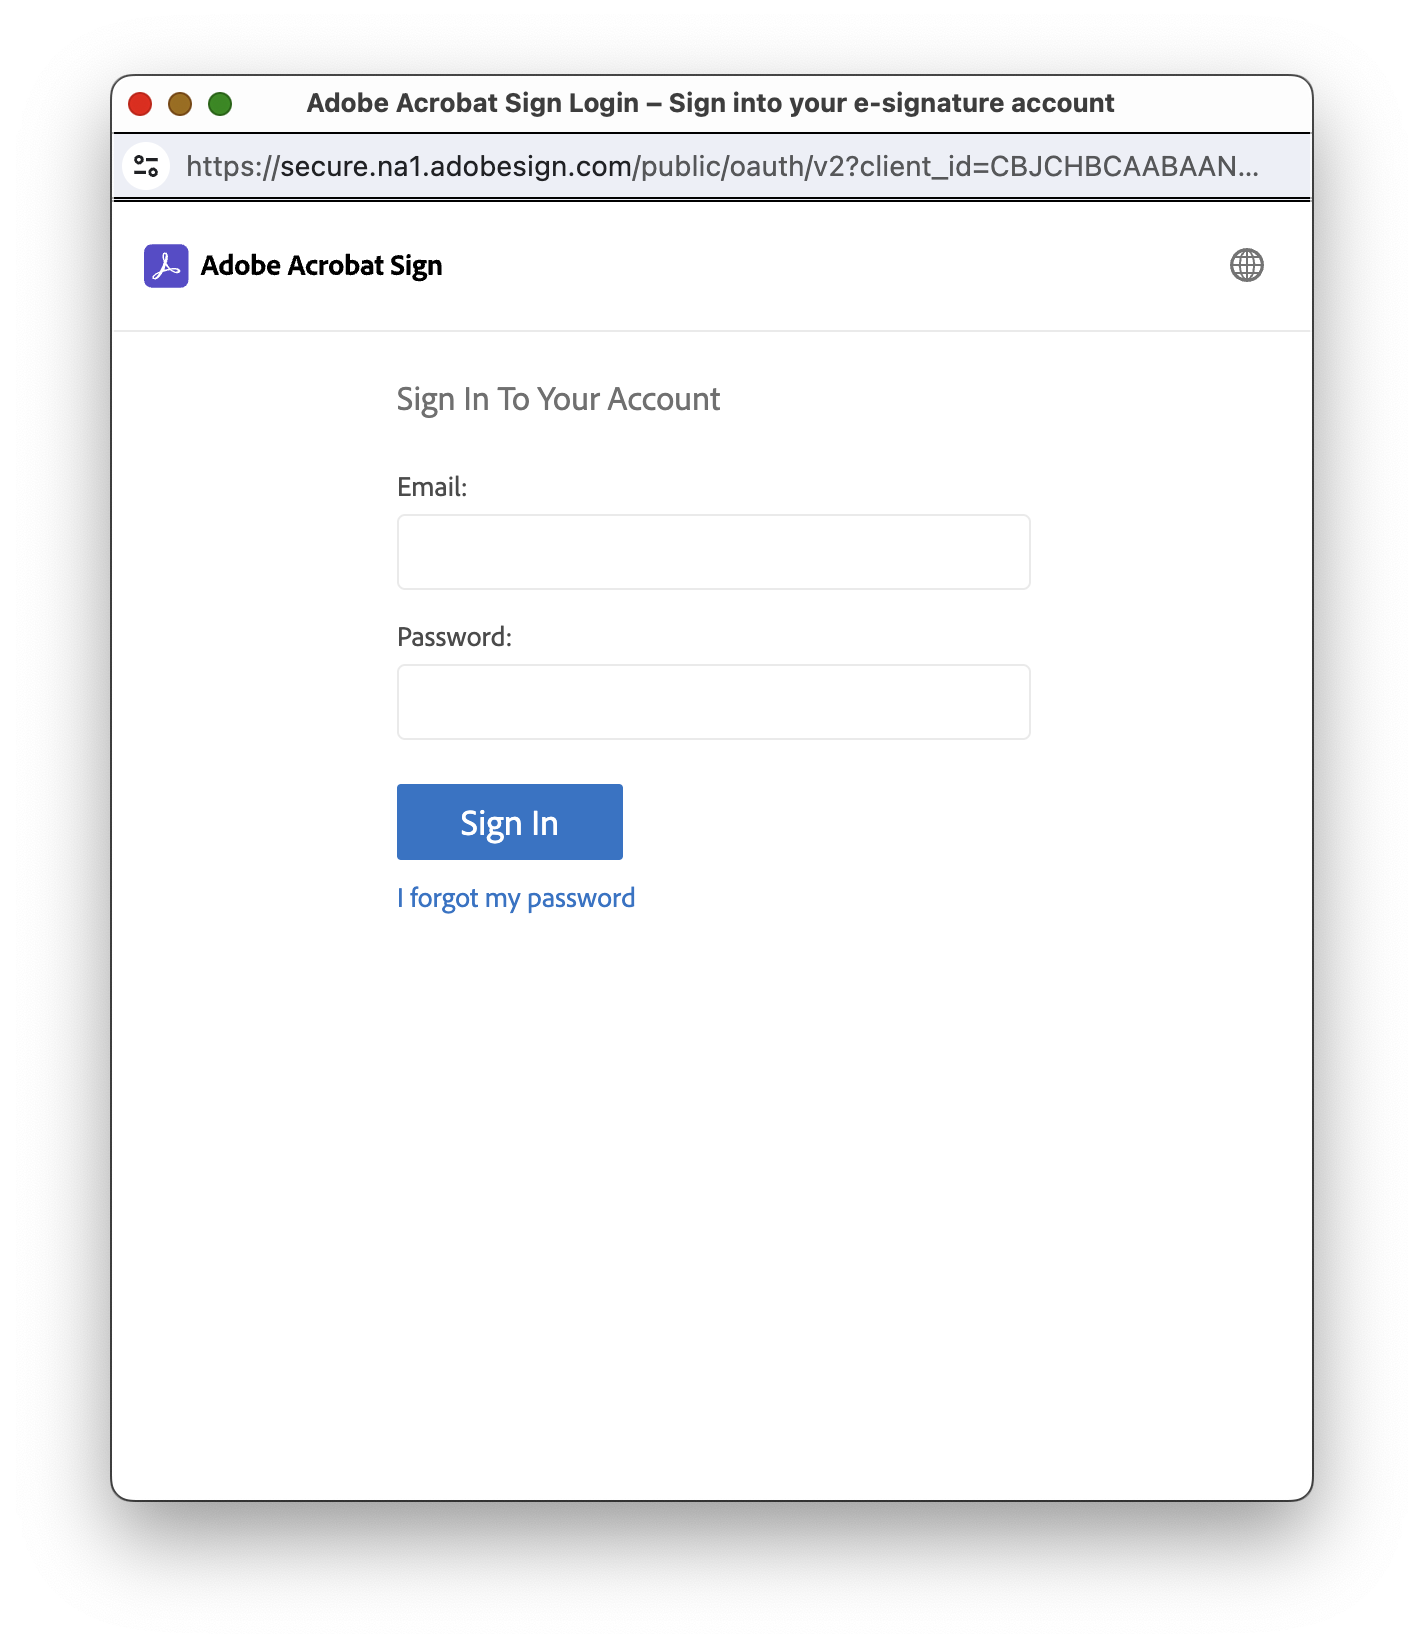 Adobe Acrobat Sign Login – Sign into your e-signature account
https://secure.na1.adobesign.com/public/oauth/v2?client_id=CBJCHBCAABAAN...
Adobe Acrobat Sign
Sign In To Your Account
Email:
Password:
Sign In
I forgot my password